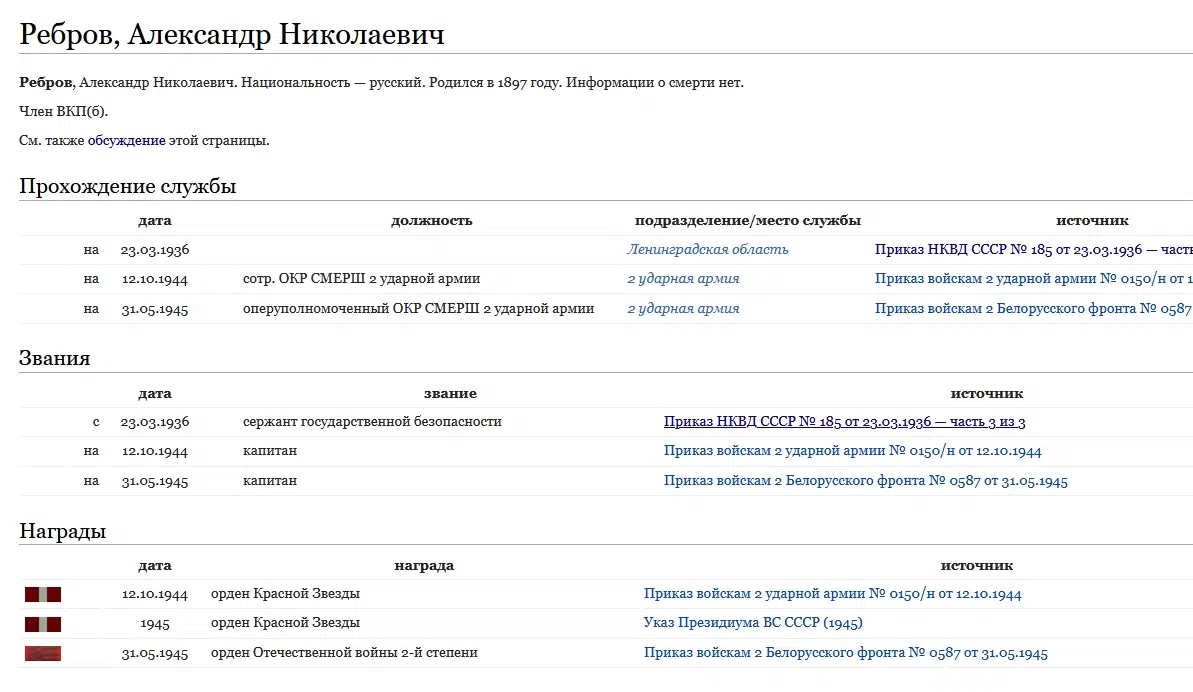 Ребров, Александр Николаевич
Ребров, Александр Николаевич. Национальность — русский. Родился в 1897 году. Информации о смерти нет.
Член ВКП(б).
См. также обсуждение этой страницы.
Прохождение службы
дата должность подразделение/место службы источник
на 23.03.1936 Ленинградская область Приказ НКВД СССР № 185 от 23.03.1936 — часть
на 12.10.1944 сотр. ОКР СМЕРШ 2 ударной армии 2 ударная армия Приказ войскам 2 ударной армии № 0150/н от 1
на 31.05.1945 оперуполномоченный ОКР СМЕРШ 2 ударной армии 2 ударная армия Приказ войскам 2 Белорусского фронта № 0587
Звания
дата звание источник
с 23.03.1936 сержант государственной безопасности Приказ НКВД СССР № 185 от 23.03.1936 — часть 3 из 3
на 12.10.1944 капитан Приказ войскам 2 ударной армии № 0150/н от 12.10.1944
на 31.05.1945 капитан Приказ войскам 2 Белорусского фронта № 0587 от 31.05.1945
Награды
дата награда источник
12.10.1944 орден Красной Звезды Приказ войскам 2 ударной армии № 0150/н от 12.10.1944
1945 орден Красной Звезды Указ Президиума ВС СССР (1945)
31.05.1945 орден Отечественной войны 2-й степени Приказ войскам 2 Белорусского фронта № 0587 от 31.05.1945